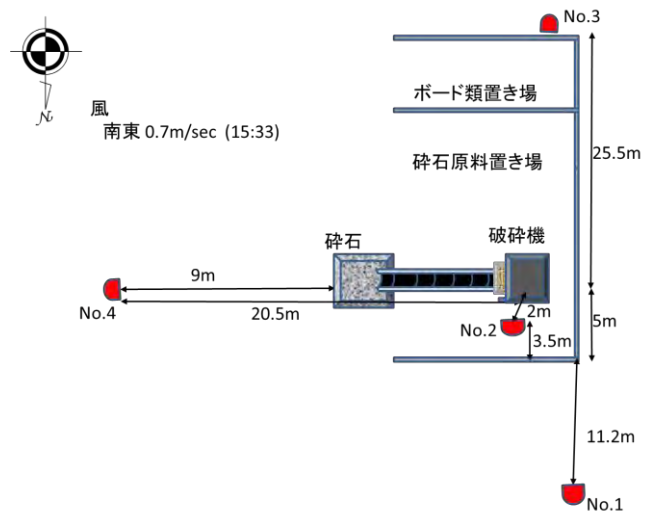 No.3
N
風
南東 0.7m/sec (15:33)
ボード類置き場
25.5m
砕石原料置き場
砕石
破砕機
9m
No.4
20.5m
2m
No.2
3.5m
5m
11.2m
No.1